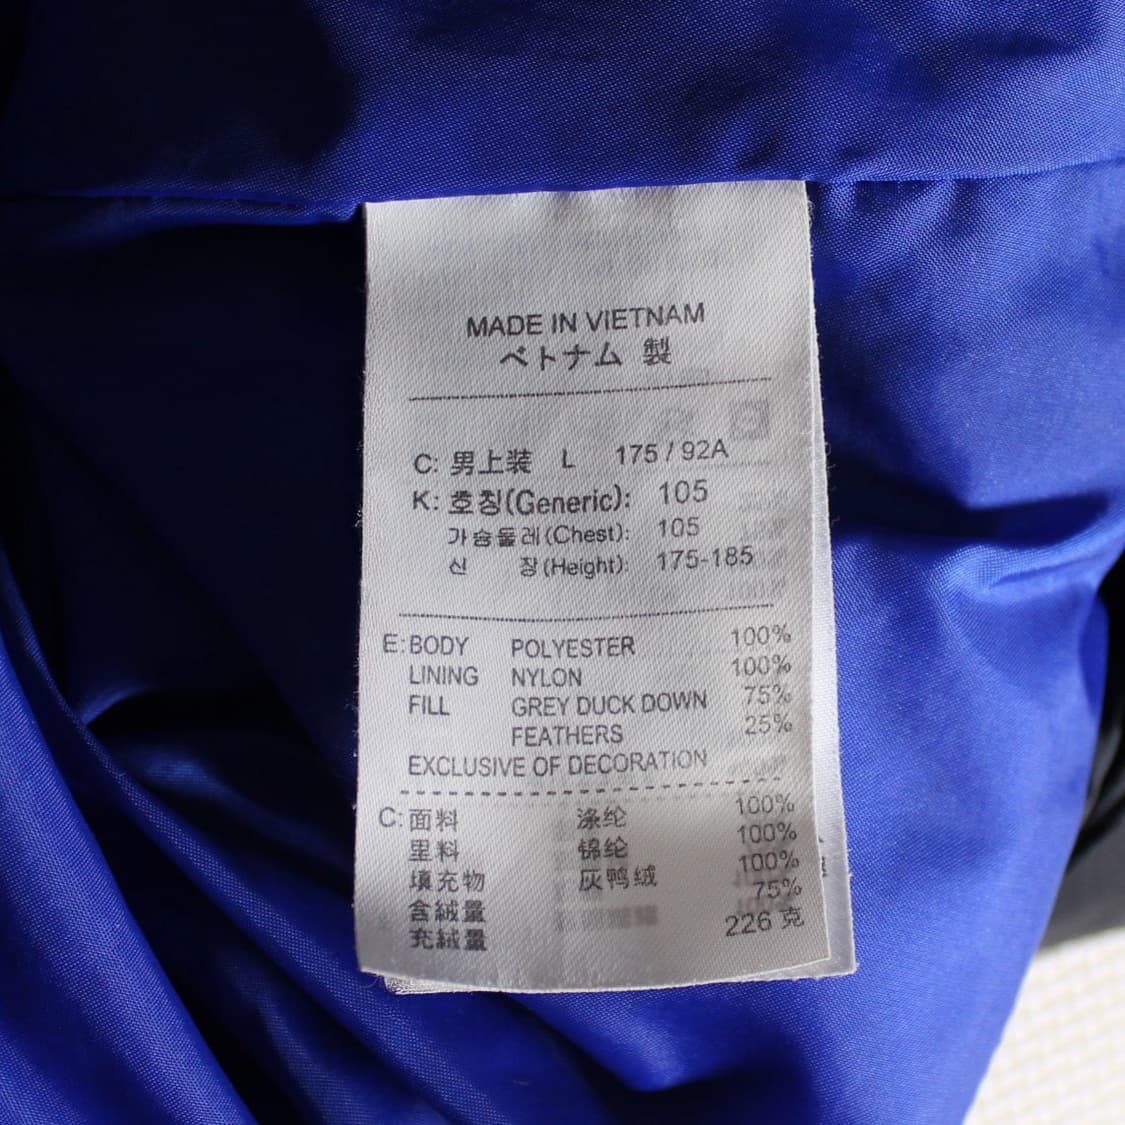 MADE IN VIETNAM
ベトナム 製
C: 男上装 L 175 / 92A
K: 호칭(Generic): 105
가슴둘레(Chest): 105
신 장(Height): 175-185
E: BODY POLYESTER 100%
LINING NYLON 100%
FILL GREY DUCK DOWN 75%
FEATHERS 25%
EXCLUSIVE OF DECORATION
C: 面料 涤纶 100%
里料 锦纶 100%
填充物 灰鸭绒 100%
含絨量 75%
充絨量 226 克